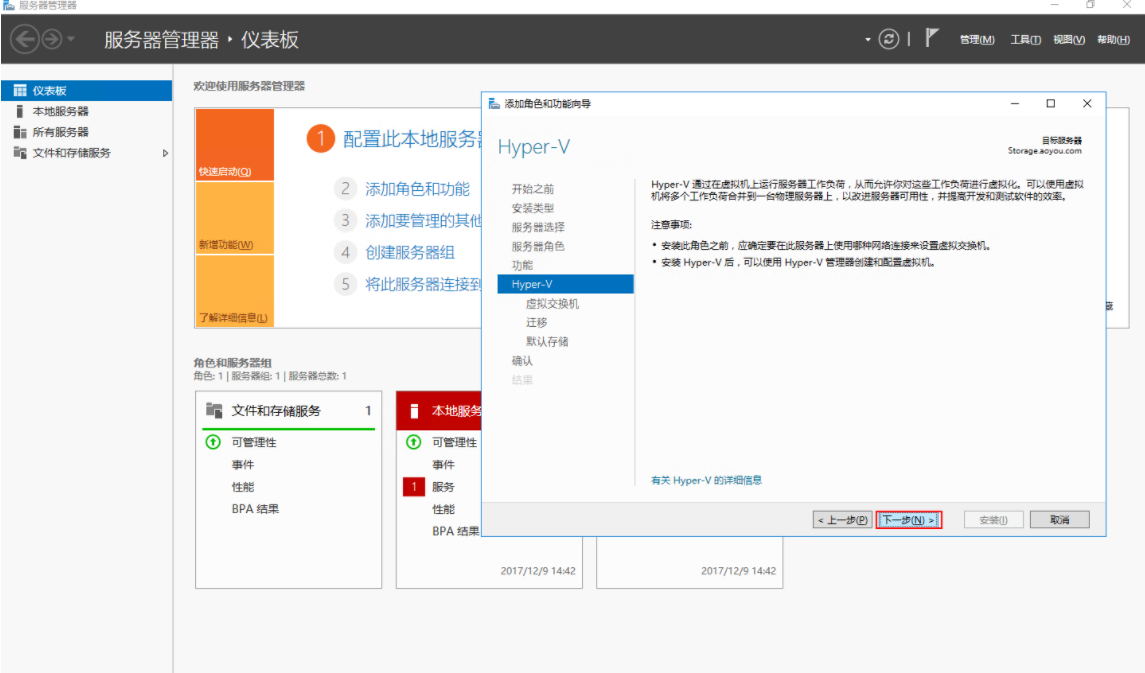 服务器管理器
服务器管理器 · 仪表板
管理(M) 工具(T) 视图(V) 帮助(H)
仪表板
本地服务器
所有服务器
文件和存储服务
欢迎使用服务器管理器
快速启动(Q)
新增功能(W)
了解详细信息(L)
1 配置此本地服务
2 添加角色和功能
3 添加要管理的其他
4 创建服务器组
5 将此服务器连接到
角色和服务器组
角色: 1 | 服务器组: 1 | 服务器总数: 1
文件和存储服务 1
可管理性
事件
性能
BPA 结果
本地服务
可管理性
事件
1 服务
性能
BPA 结果
2017/12/9 14:42
2017/12/9 14:42
添加角色和功能向导
Hyper-V
目标服务器
Storage.aoyou.com
开始之前
安装类型
服务器选择
服务器角色
功能
Hyper-V
虚拟交换机
迁移
默认存储
确认
结果
Hyper-V 通过在虚拟机上运行服务器工作负荷，从而允许你对这些工作负荷进行虚拟化。可以使用虚拟
机将多个工作负荷合并到一台物理服务器上，以改进服务器可用性，并提高开发和测试软件的效率。
注意事项:
• 安装此角色之前，应确定要在此服务器上使用哪种网络连接来设置虚拟交换机。
• 安装 Hyper-V 后，可以使用 Hyper-V 管理器创建和配置虚拟机。
有关 Hyper-V 的详细信息
< 上一步(P) 下一步(N) > 安装(I) 取消